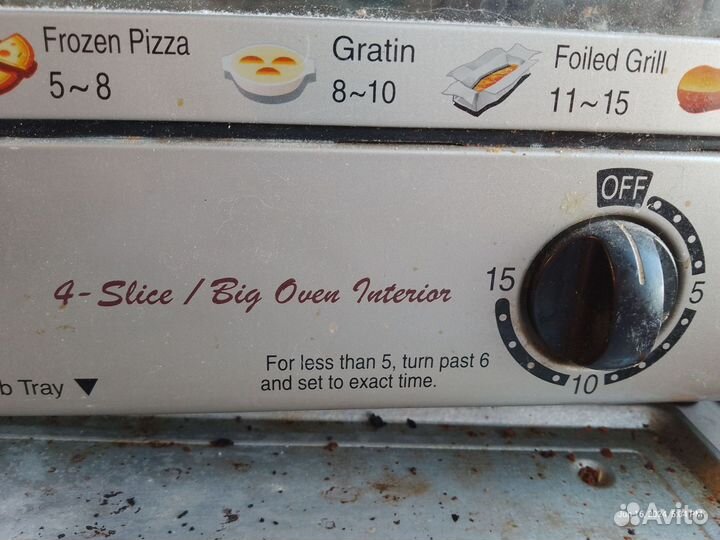 Frozen Pizza
5~8
Gratin
8~10
Foiled Grill
11~15
OFF
5
10
15
4-Slice / Big Oven Interior
For less than 5, turn past 6
and set to exact time.
b Tray ▼
Avito